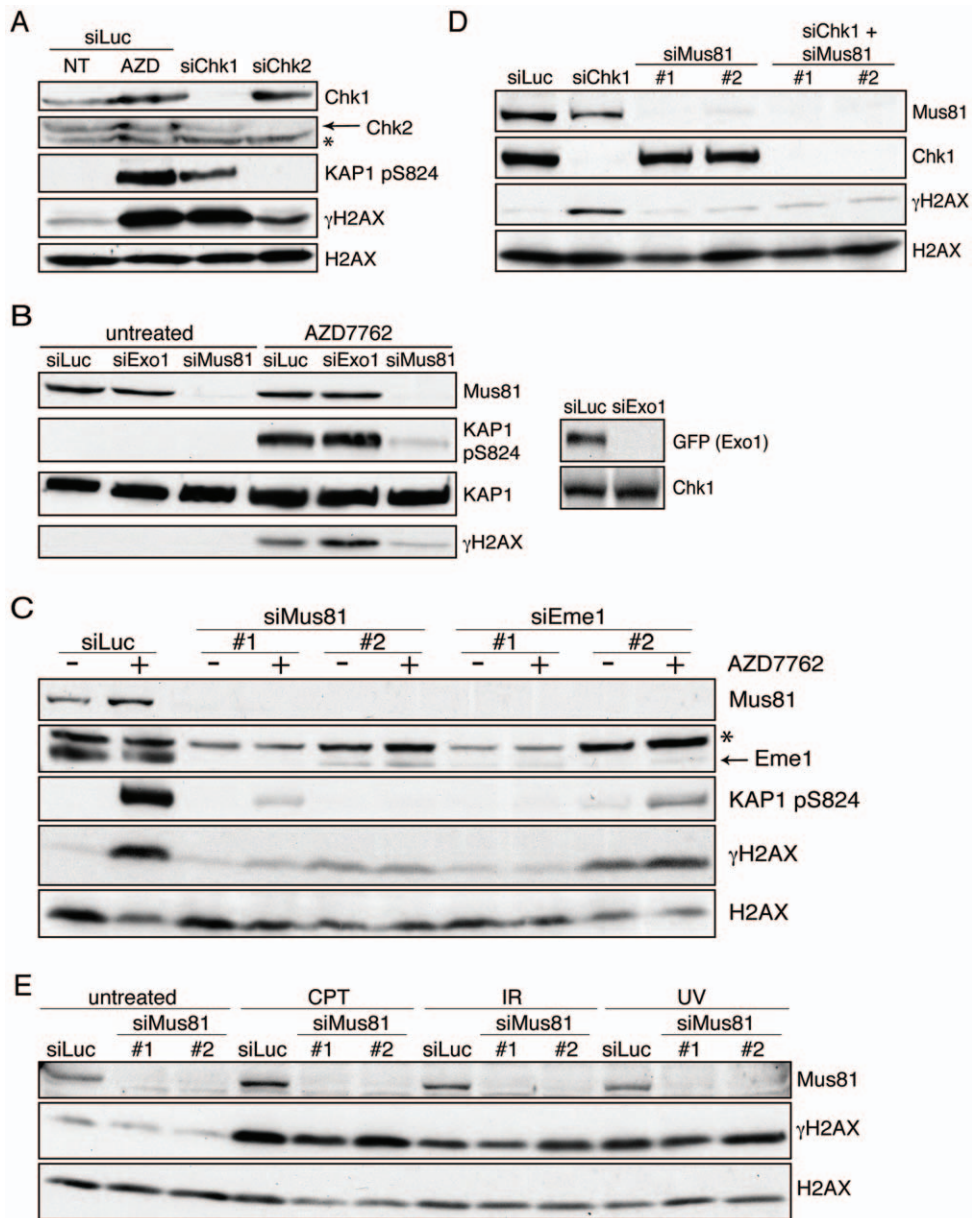 A
siLuc
NT AZD siChk1 siChk2
Chk1
← Chk2
*
KAP1 pS824
γH2AX
H2AX
D
siChk1 +
siMus81 siMus81
siLuc siChk1 #1 #2 #1 #2
Mus81
Chk1
γH2AX
H2AX
B
untreated AZD7762
siLuc siExo1 siMus81 siLuc siExo1 siMus81
Mus81
KAP1
pS824
KAP1
γH2AX
siLuc siExo1
GFP (Exo1)
Chk1
C
siMus81 siEme1
siLuc #1 #2 #1 #2
- + - + - + - + - + AZD7762
Mus81
*
← Eme1
KAP1 pS824
γH2AX
H2AX
E
untreated CPT IR UV
siMus81 siMus81 siMus81 siMus81
siLuc #1 #2 siLuc #1 #2 siLuc #1 #2 siLuc #1 #2
Mus81
γH2AX
H2AX